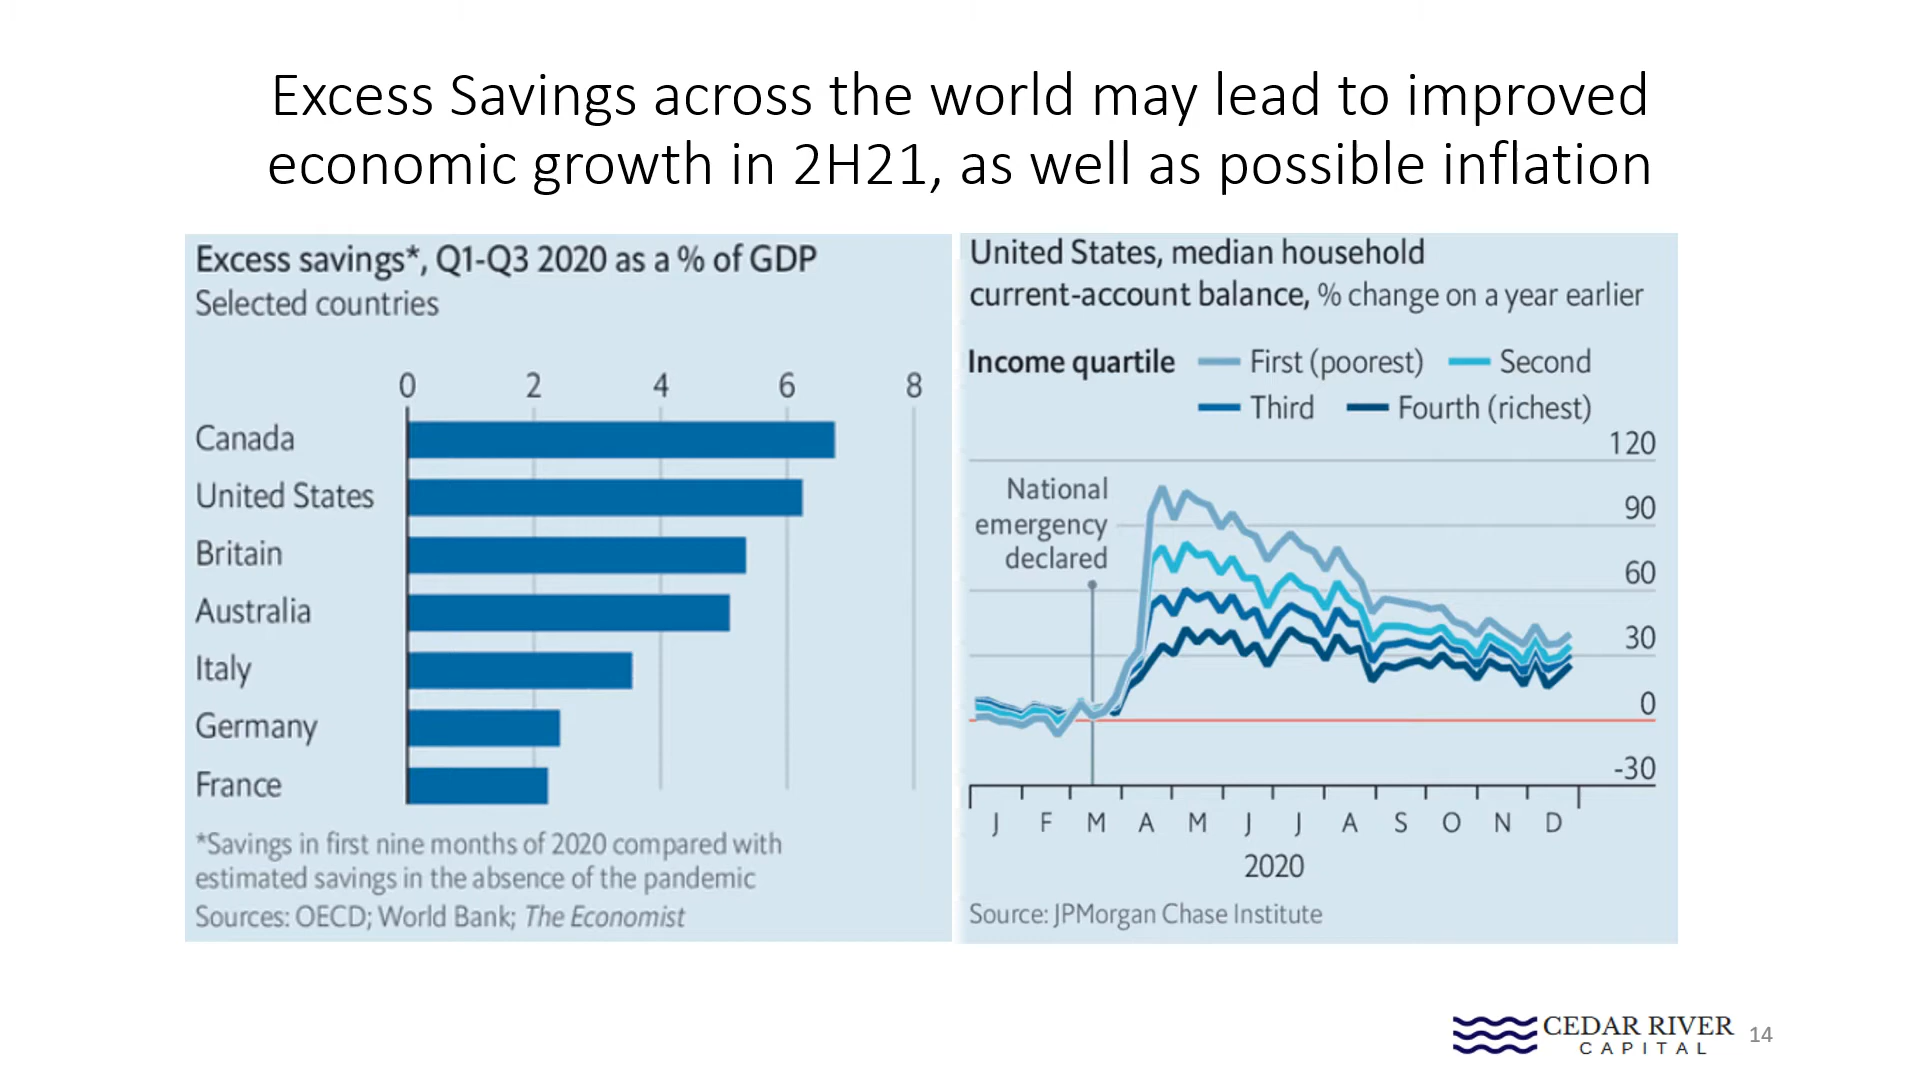 Excess Savings across the world may lead to improved
economic growth in 2H21, as well as possible inflation
Excess savings*, Q1-Q3 2020 as a % of GDP
Selected countries
0 2 4 6 8
Canada
United States
Britain
Australia
Italy
Germany
France
*Savings in first nine months of 2020 compared with
estimated savings in the absence of the pandemic
Sources: OECD; World Bank; The Economist
United States, median household
current-account balance, % change on a year earlier
Income quartile First (poorest) Second
Third Fourth (richest)
120
National
emergency
declared
90
60
30
0
-30
J F M A M J J A S O N D
2020
Source: JPMorgan Chase Institute
CEDAR RIVER
CAPITAL
14